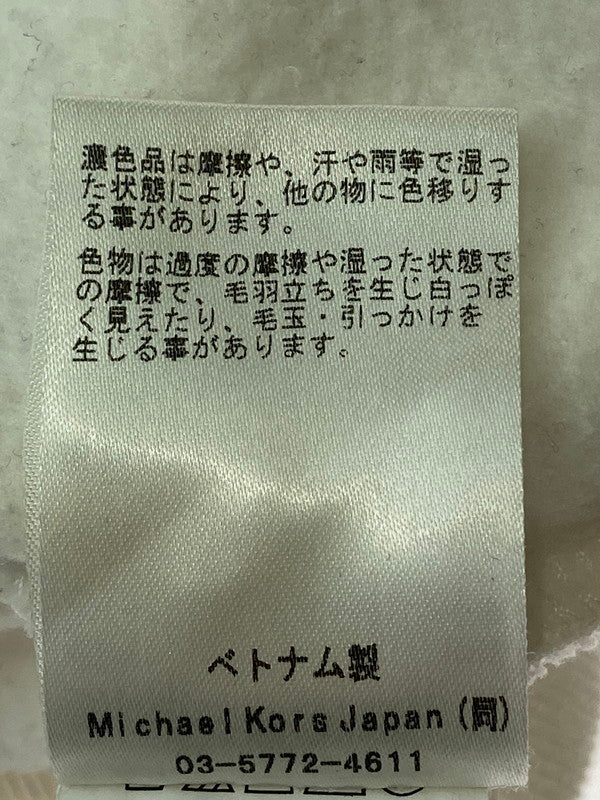 濃色品は摩擦や、汗や雨等で湿っ
た状態により、他の物に色移りす
る事があります。
色物は過度の摩擦や湿った状態で
の摩擦で、毛羽立ちを生じ白っぽ
く見えたり、毛玉・引っかけを
生じる事があります。
ベトナム製
Michael Kors Japan (同)
03-5772-4611